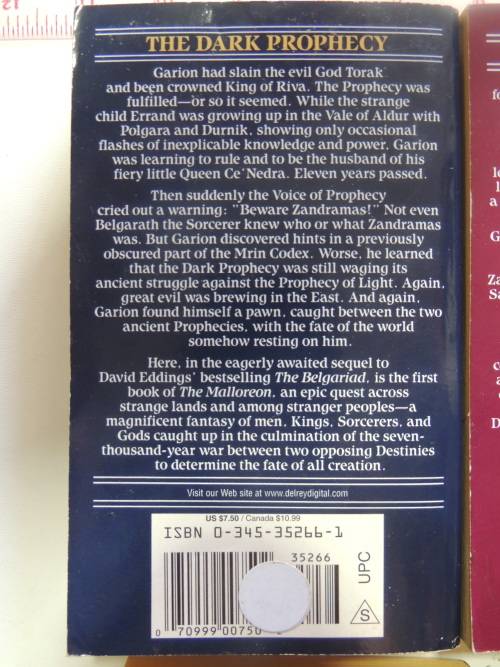 THE DARK PROPHECY
Garion had slain the evil God Torak
and been crowned King of Riva. The Prophecy was
fulfilled—or so it seemed. While the strange
child Errand was growing up in the Vale of Aldur with
Polgara and Durnik, showing only occasional
flashes of inexplicable knowledge and power, Garion
was learning to rule and to be the husband of his
fiery little Queen Ce'Nedra. Eleven years passed.
Then suddenly the Voice of Prophecy
cried out a warning: "Beware Zandramas!" Not even
Belgarath the Sorcerer knew who or what Zandramas
was. But Garion discovered hints in a previously
obscured part of the Mrin Codex. Worse, he learned
that the Dark Prophecy was still waging its
ancient struggle against the Prophecy of Light. Again,
great evil was brewing in the East. And again,
Garion found himself a pawn, caught between the two
ancient Prophecies, with the fate of the world
somehow resting on him.
Here, in the eagerly awaited sequel to
David Eddings' bestselling The Belgariad, is the first
book of The Malloreon, an epic quest across
strange lands and among stranger peoples—a
magnificent fantasy of men, Kings, Sorcerers, and
Gods caught up in the culmination of the seven-
thousand-year war between two opposing Destinies
to determine the fate of all creation.
Visit our Web site at www.delreydigital.com
US $7.50 / Canada $10.99
ISBN 0-345-35266-1
35266
UPC
S
0 70999 00750
12